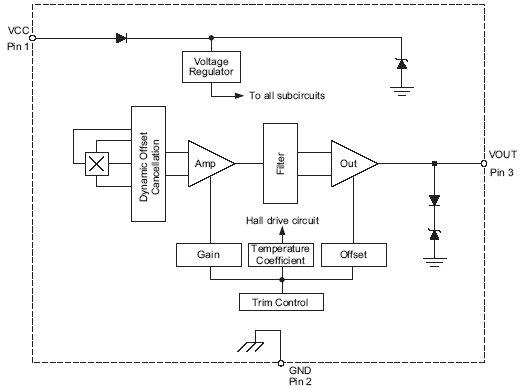 VCC
Pin 1
Voltage
Regulator
To all subcircuits
Dynamic Offset
Cancellation
Amp
Filter
Out
VOUT
Pin 3
Hall drive circuit
Gain
Temperature
Coefficient
Offset
Trim Control
GND
Pin 2